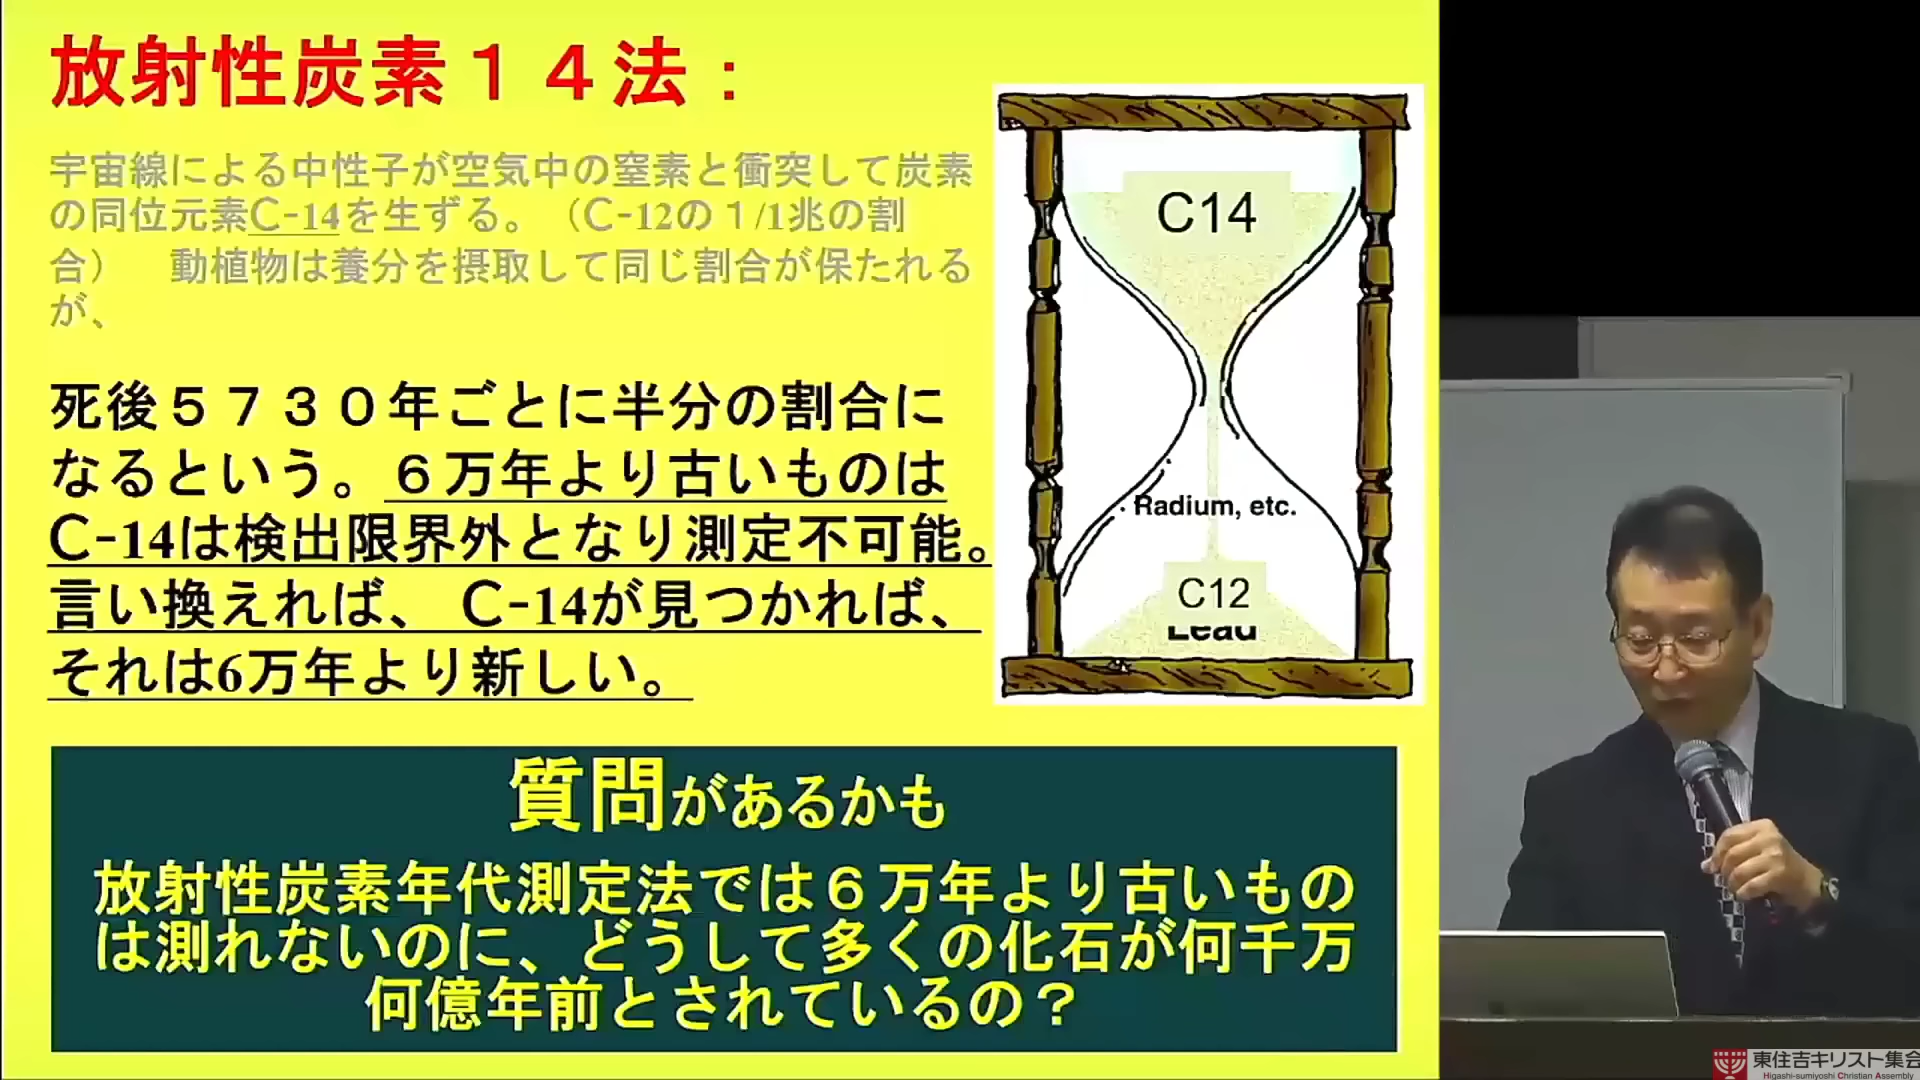 放射性炭素１４法：
宇宙線による中性子が空気中の窒素と衝突して炭素
の同位元素C-14を生ずる。（C-12の１/1兆の割
合）　動植物は養分を摂取して同じ割合が保たれる
が、
死後５７３０年ごとに半分の割合に
なるという。６万年より古いものは
C-14は検出限界外となり測定不可能。
言い換えれば、 C-14が見つかれば、
それは6万年より新しい。
C14
Radium, etc.
C12
Lead
質問があるかも
放射性炭素年代測定法では６万年より古いもの
は測れないのに、どうして多くの化石が何千万
何億年前とされているの？
東住吉キリスト集会
Higashi-sumiyoshi Christian Assembly